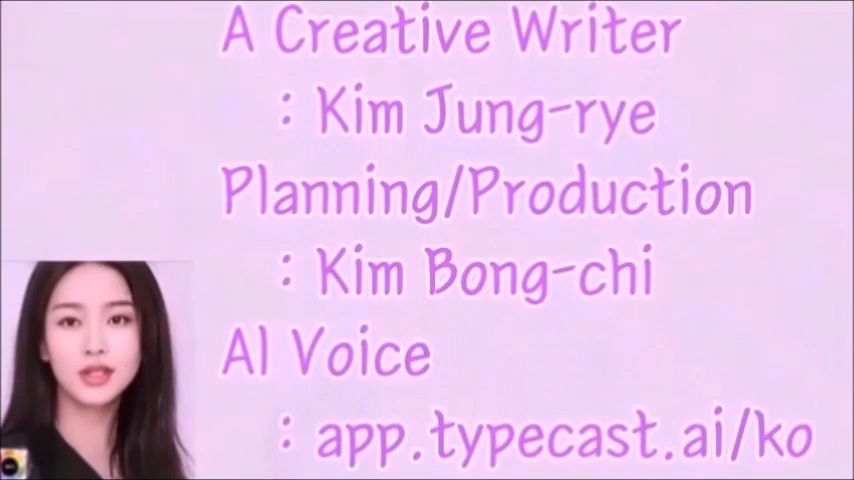 A Creative Writer
: Kim Jung-rye
Planning/Production
: Kim Bong-chi
AI Voice
: app.typecast.ai/ko